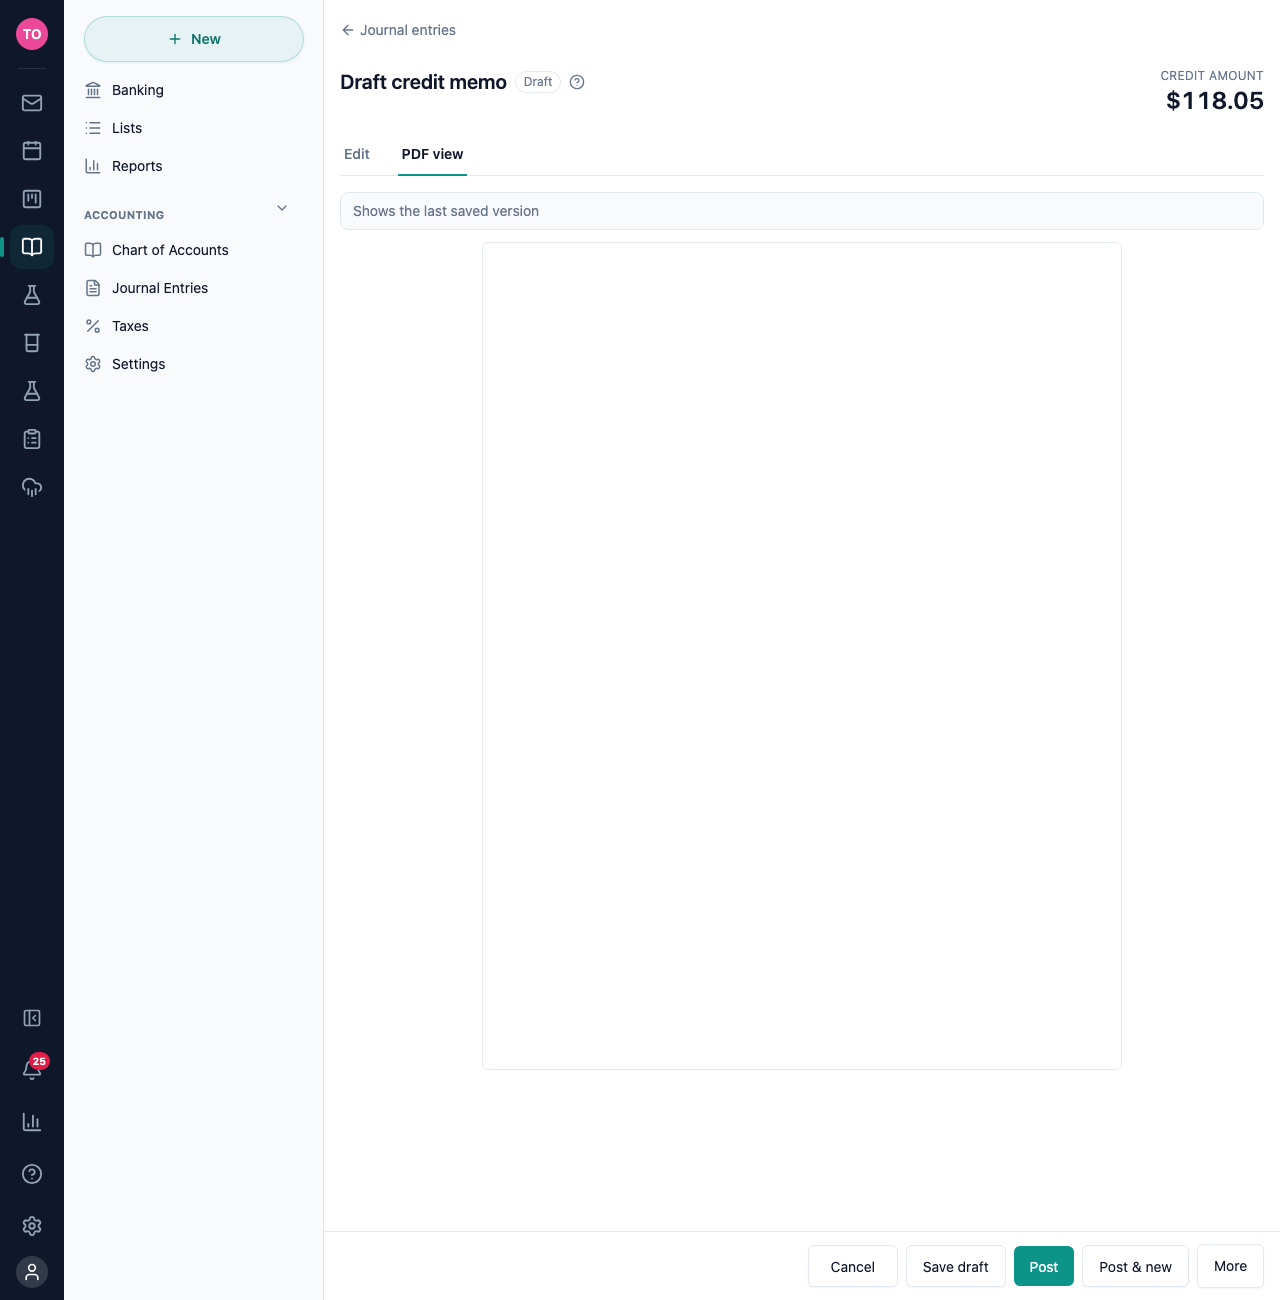 TO
New
Banking
Lists
Reports
ACCOUNTING
Chart of Accounts
Journal Entries
Taxes
Settings
25
Journal entries
Draft credit memo Draft
CREDIT AMOUNT
$118.05
Edit PDF view
Shows the last saved version
Cancel Save draft Post Post & new More